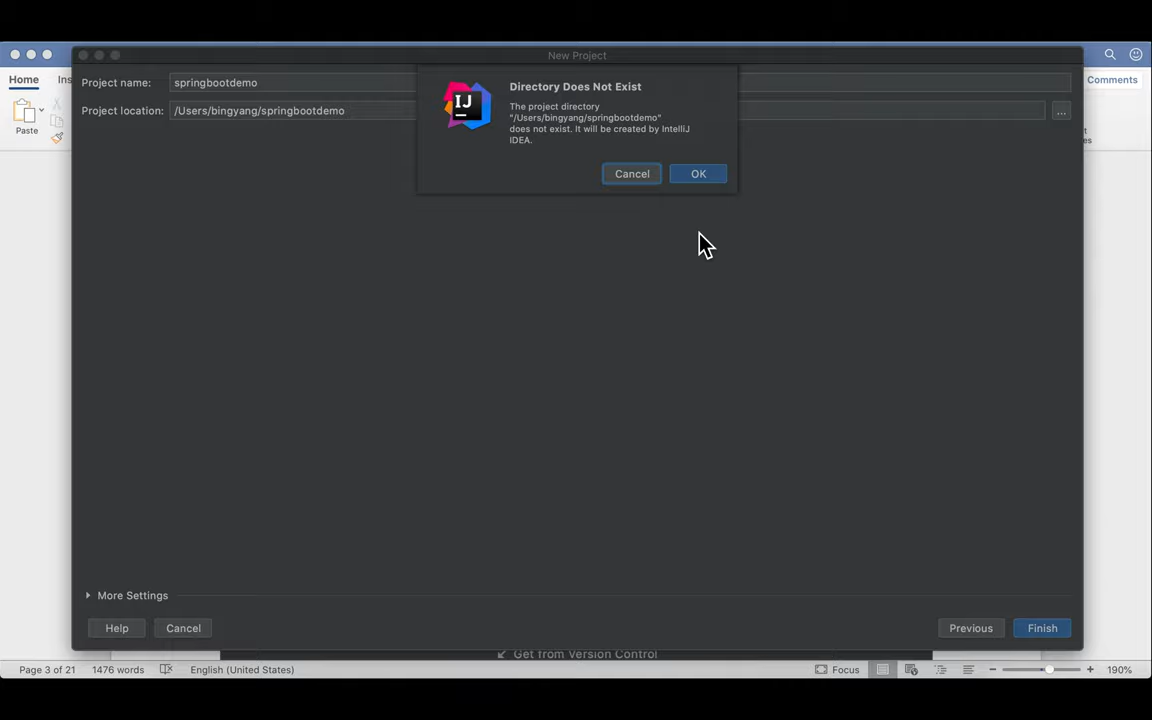 New Project
Home
Ins
Comments
Project name: springbootdemo
Project location: /Users/bingyang/springbootdemo
...
Paste
IJ
Directory Does Not Exist
The project directory
"/Users/bingyang/springbootdemo"
does not exist. It will be created by IntelliJ
IDEA.
Cancel
OK
More Settings
Help
Cancel
Previous
Finish
Get from Version Control
Page 3 of 21
1476 words
English (United States)
Focus
190%